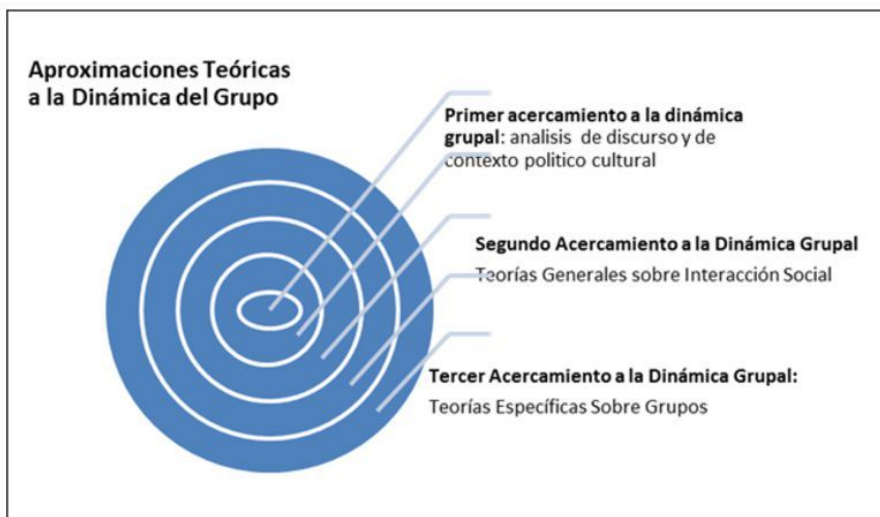 Aproximaciones Teóricas
a la Dinámica del Grupo
Primer acercamiento a la dinámica
grupal: analisis de discurso y de
contexto politico cultural
Segundo Acercamiento a la Dinámica Grupal
Teorías Generales sobre Interacción Social
Tercer Acercamiento a la Dinámica Grupal:
Teorías Específicas Sobre Grupos